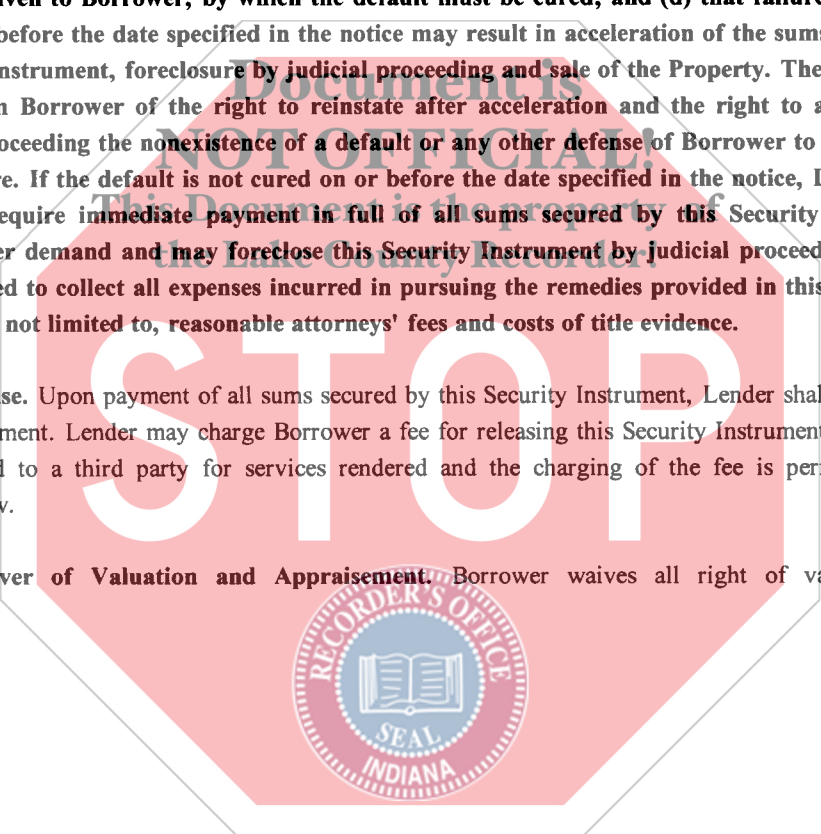 iven to Borrower, by which the default must be cured; and (d) that failure
before the date specified in the notice may result in acceleration of the sums
nstrument, foreclosure by judicial proceeding and sale of the Property. The
n Borrower of the right to reinstate after acceleration and the right to a
oceeding the nonexistence of a default or any other defense of Borrower to
re. If the default is not cured on or before the date specified in the notice, L
equire immediate payment in full of all sums secured by this Security
er demand and may foreclose this Security Instrument by judicial proceed
ed to collect all expenses incurred in pursuing the remedies provided in this
not limited to, reasonable attorneys' fees and costs of title evidence.
se. Upon payment of all sums secured by this Security Instrument, Lender shal
ment. Lender may charge Borrower a fee for releasing this Security Instrument
d to a third party for services rendered and the charging of the fee is per
v.
ver of Valuation and Appraisement. Borrower waives all right of va
Document is
NOT OFFICIAL!
This Document is the property of
the Lake County Recorder!
STOP
RECORDER'S OFFICE
SEAL
INDIANA